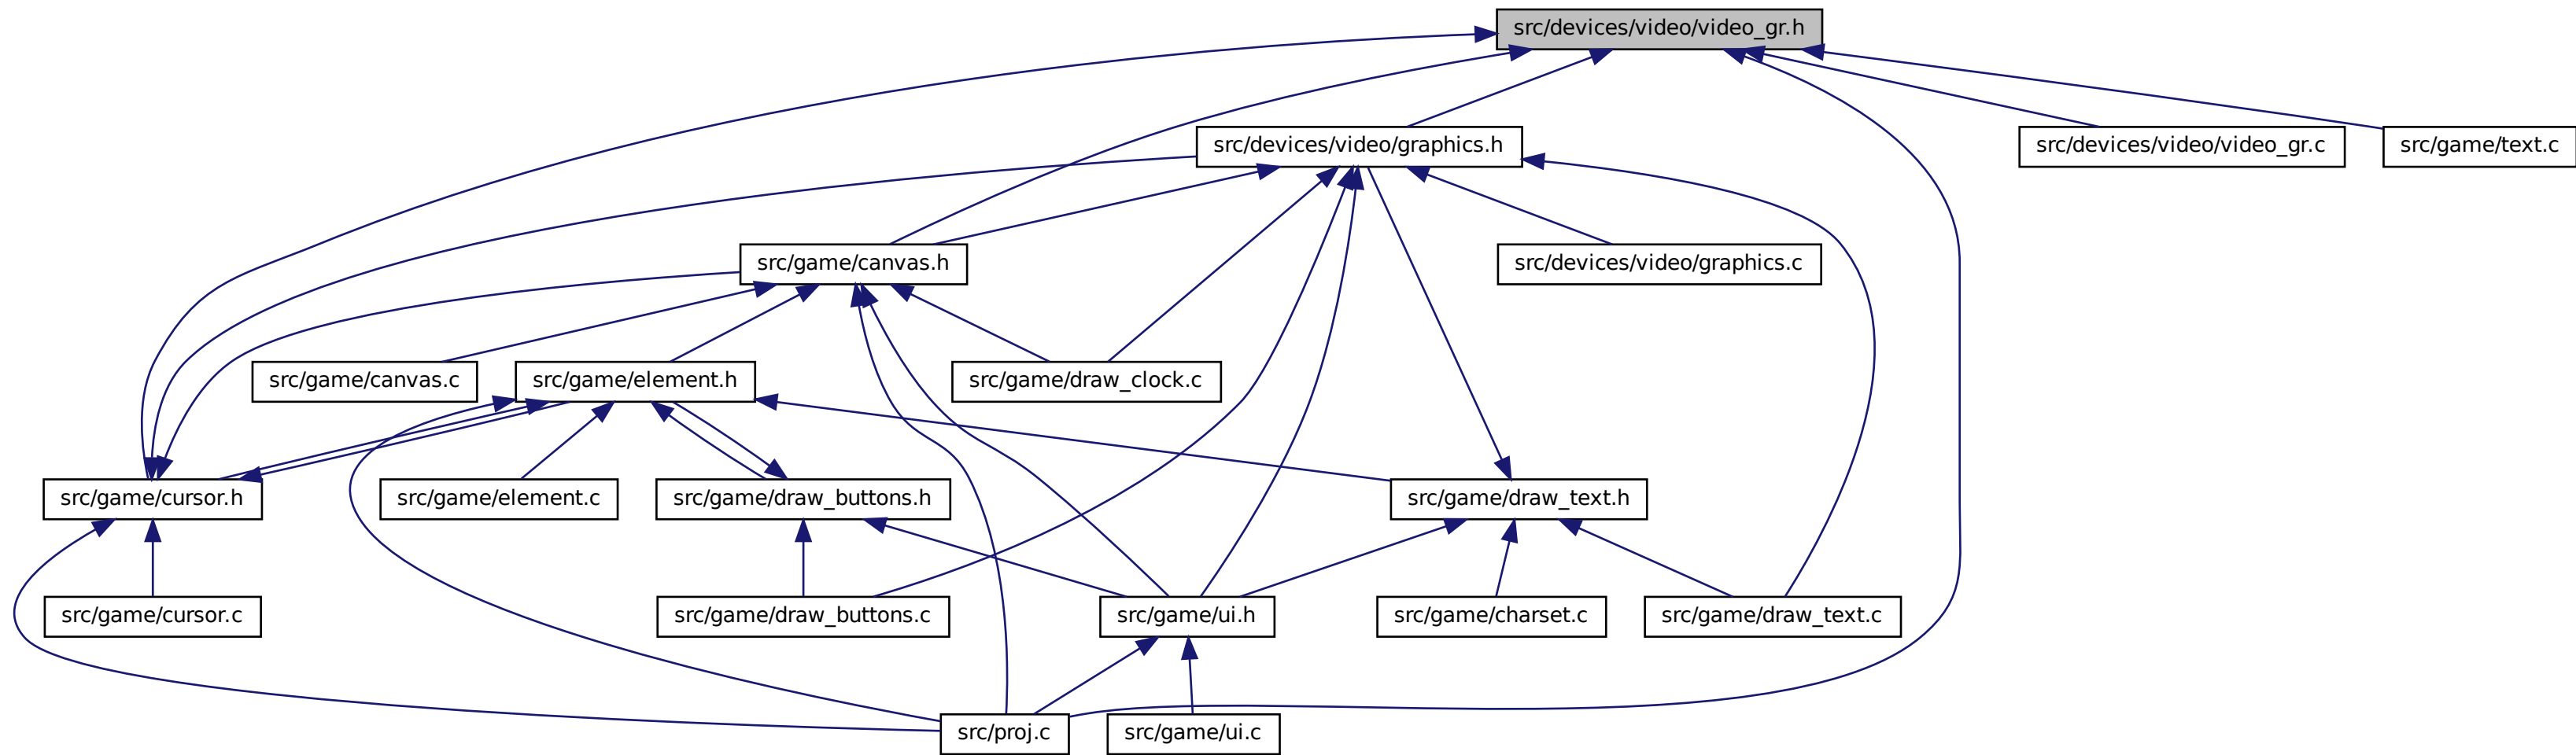 src/devices/video/video_gr.h
src/devices/video/graphics.h
src/devices/video/video_gr.c
src/game/text.c
src/game/canvas.h
src/devices/video/graphics.c
src/game/canvas.c
src/game/element.h
src/game/draw_clock.c
src/game/cursor.h
src/game/element.c
src/game/draw_buttons.h
src/game/draw_text.h
src/game/cursor.c
src/game/draw_buttons.c
src/game/ui.h
src/game/charset.c
src/game/draw_text.c
src/proj.c
src/game/ui.c